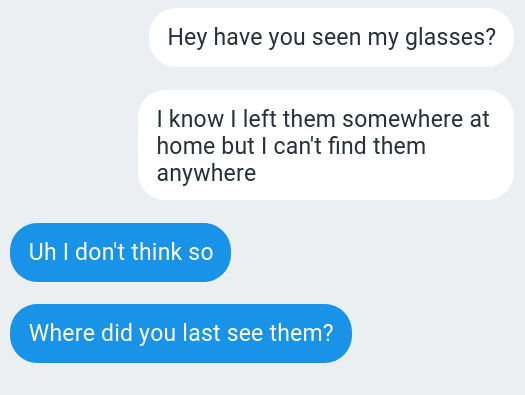 Hey have you seen my glasses?
I know I left them somewhere at
home but I can't find them
anywhere
Uh I don't think so
Where did you last see them?